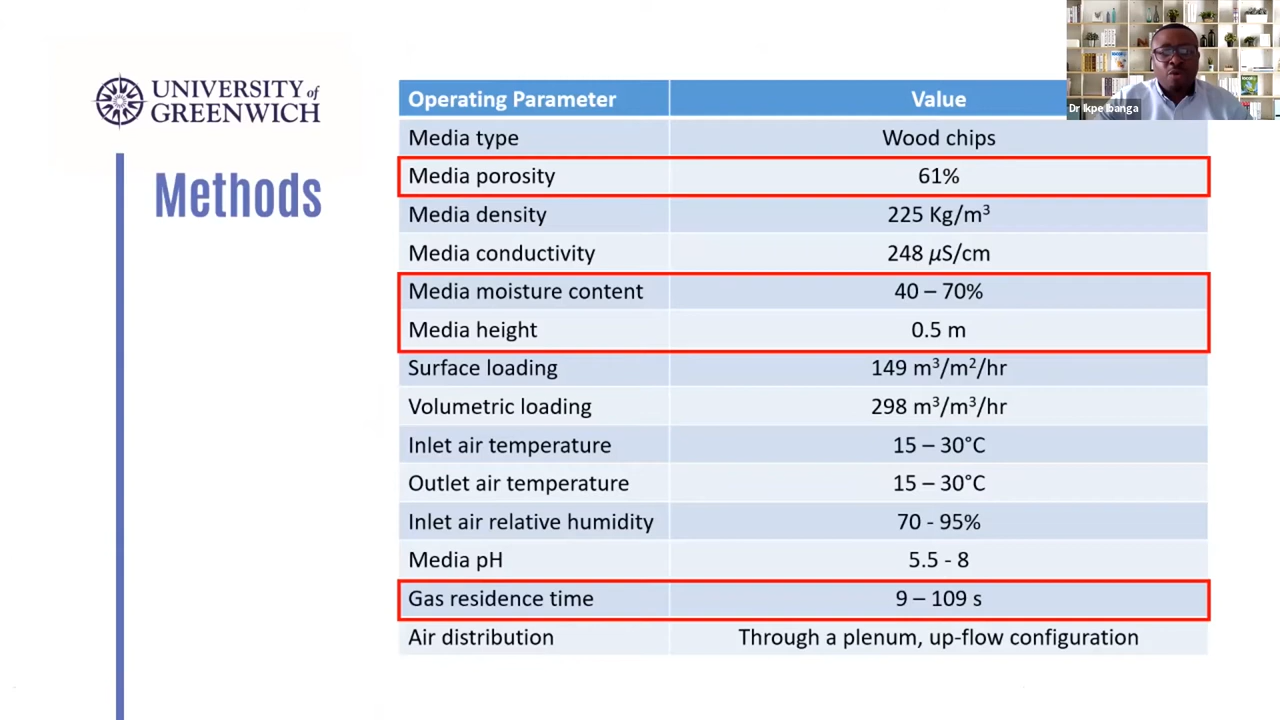 UNIVERSITY of
GREENWICH
Methods
Operating Parameter Value
Media type Wood chips
Media porosity 61%
Media density 225 Kg/m³
Media conductivity 248 µS/cm
Media moisture content 40 – 70%
Media height 0.5 m
Surface loading 149 m³/m²/hr
Volumetric loading 298 m³/m³/hr
Inlet air temperature 15 – 30°C
Outlet air temperature 15 – 30°C
Inlet air relative humidity 70 - 95%
Media pH 5.5 - 8
Gas residence time 9 – 109 s
Air distribution Through a plenum, up-flow configuration
Dr Ikpe Ibanga